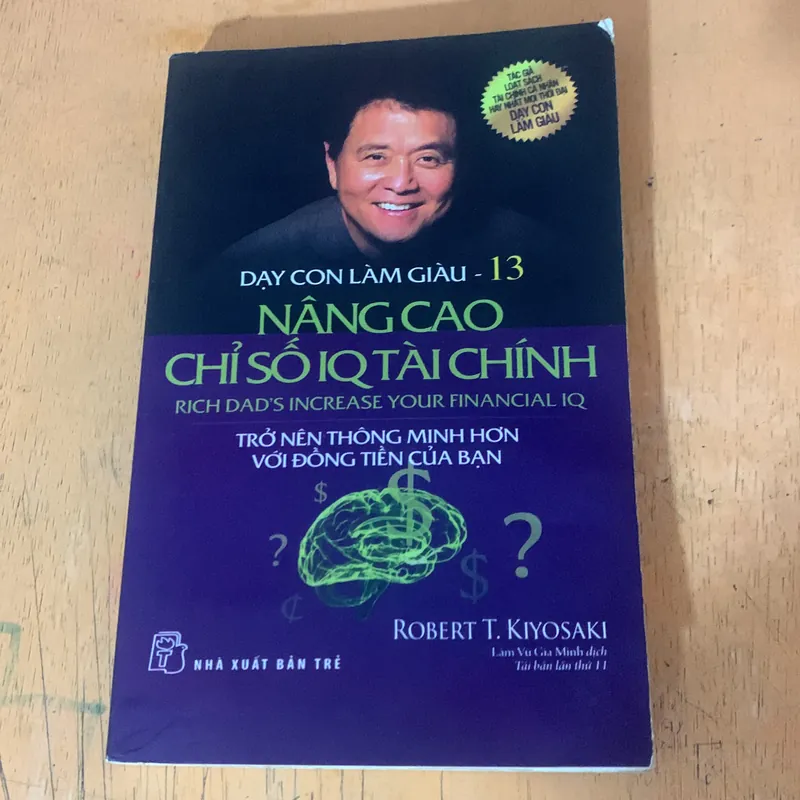 TÁC GIẢ
LOẠT SÁCH
TÀI CHÍNH CÁ NHÂN
HAY NHẤT MỌI THỜI ĐẠI
DẠY CON
LÀM GIÀU
DẠY CON LÀM GIÀU - 13
NÂNG CAO
CHỈ SỐ IQ TÀI CHÍNH
RICH DAD'S INCREASE YOUR FINANCIAL IQ
TRỞ NÊN THÔNG MINH HƠN
VỚI ĐỒNG TIỀN CỦA BẠN
$ $
? ?
$
¢
ROBERT T. KIYOSAKI
Lâm Vũ Gia Minh dịch
Tái bản lần thứ 11
T
NHÀ XUẤT BẢN TRẺ